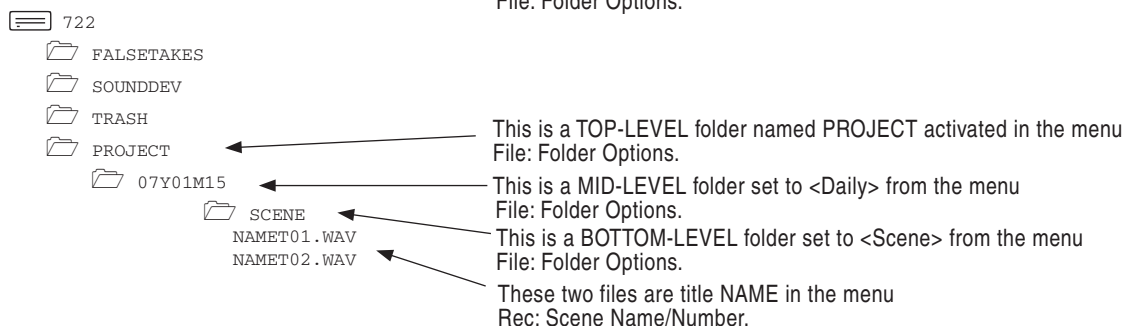 File: Folder Options.
722
FALSETAKES
SOUNDDEV
TRASH
PROJECT
This is a TOP-LEVEL folder named PROJECT activated in the menu
File: Folder Options.
07Y01M15
This is a MID-LEVEL folder set to <Daily> from the menu
File: Folder Options.
SCENE
This is a BOTTOM-LEVEL folder set to <Scene> from the menu
File: Folder Options.
NAMET01.WAV
NAMET02.WAV
These two files are title NAME in the menu
Rec: Scene Name/Number.